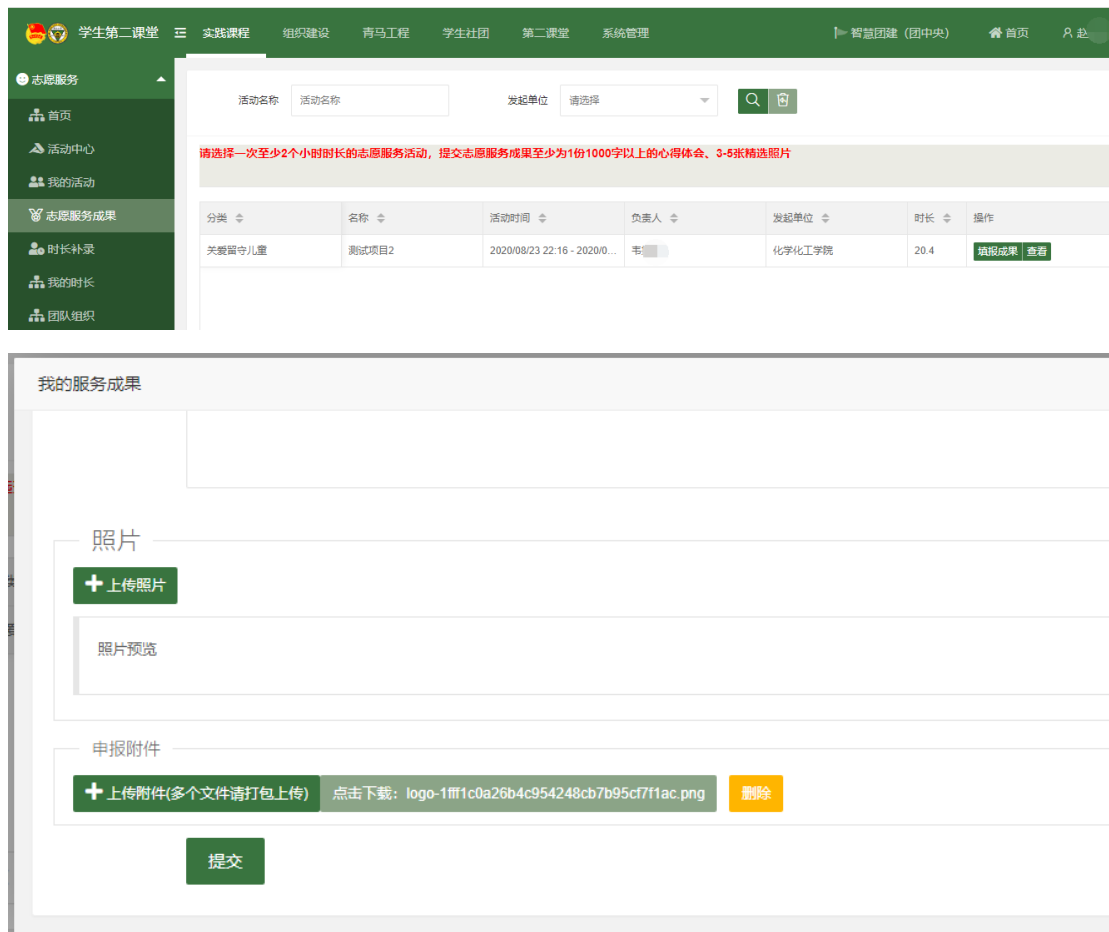 学生第二课堂 实践课程 组织建设 青马工程 学生社团 第二课堂 系统管理 智慧团建（团中央） 首页 赵
志愿服务
首页
活动中心
我的活动
志愿服务成果
时长补录
我的时长
团队组织
活动名称 活动名称 发起单位 请选择
请选择一次至少2个小时时长的志愿服务活动，提交志愿服务成果至少为1份1000字以上的心得体会、3-5张精选照片
分类 名称 活动时间 负责人 发起单位 时长 操作
关爱留守儿童 测试项目2 2020/08/23 22:16 - 2020/0... 韦 化学化工学院 20.4 填报成果 查看
我的服务成果
照片
上传照片
照片预览
申报附件
上传附件(多个文件请打包上传) 点击下载：logo-1fff1c0a26b4c954248cb7b95cf7f1ac.png 删除
提交